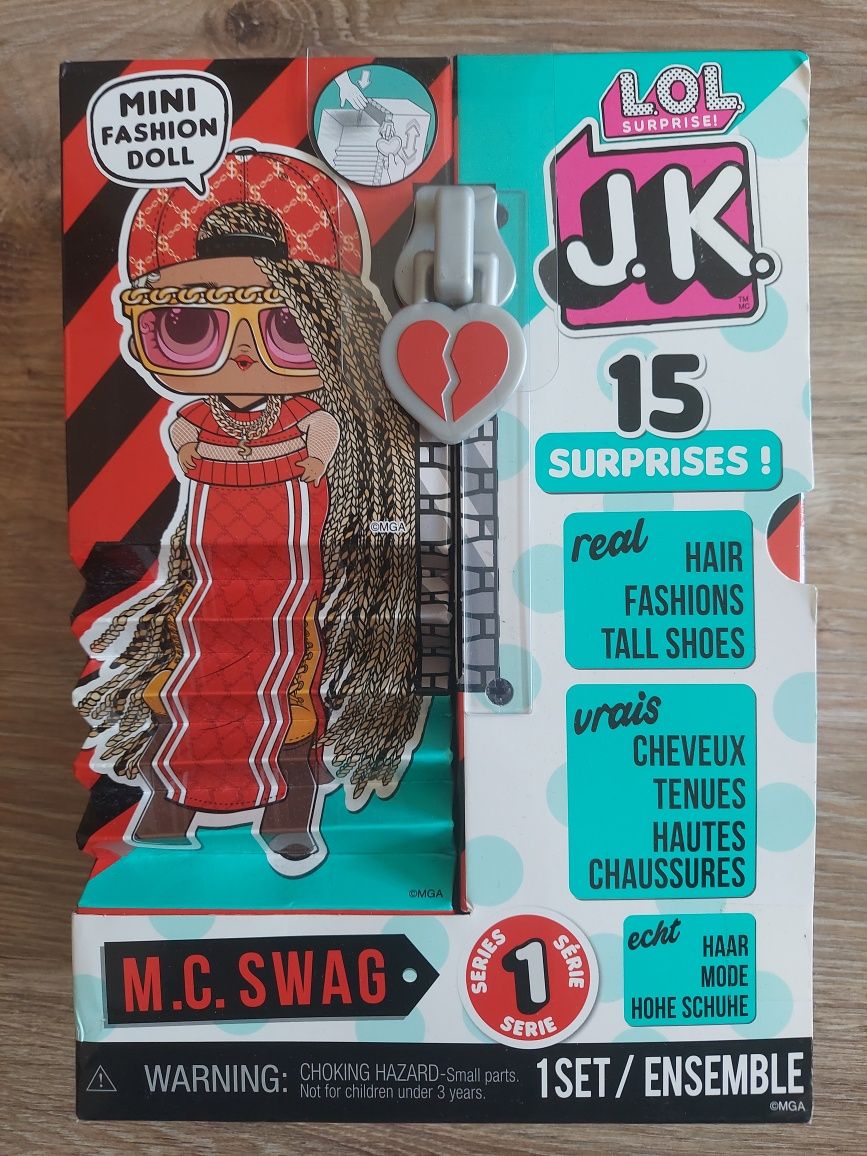 MINI
FASHION
DOLL
L.O.L.
SURPRISE!
J.K.
TM
MC
15
SURPRISES !
real
HAIR
FASHIONS
TALL SHOES
©MGA
vrais
CHEVEUX
TENUES
HAUTES
CHAUSSURES
©MGA
M.C. SWAG
SERIES
SÉRIE
1
SERIE
echt
HAAR
MODE
HOHE SCHUHE
WARNING: CHOKING HAZARD-Small parts.
Not for children under 3 years.
1 SET / ENSEMBLE
©MGA